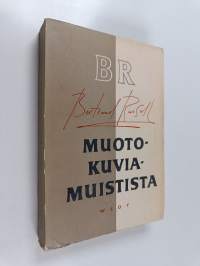 BR
Bertrand Russell
MUOTO-
KUVIA-
MUISTISTA
WSOY